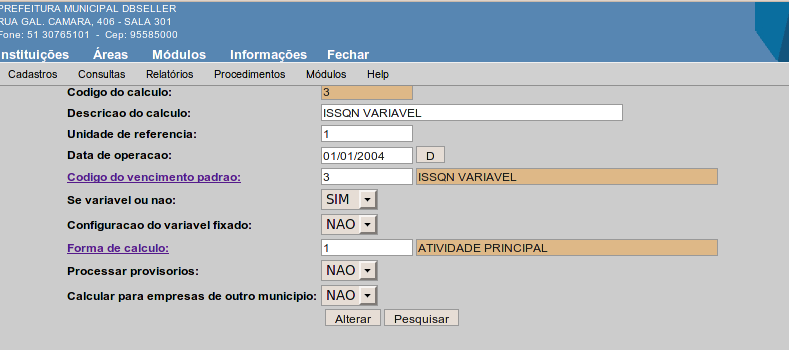 PREFEITURA MUNICIPAL DBSELLER
RUA GAL. CAMARA, 406 - SALA 301
Fone: 51 30765101 - Cep: 95585000
nstituições Áreas Módulos Informações Fechar
Cadastros Consultas Relatórios Procedimentos Módulos Help
Codigo do calculo: 3
Descricao do calculo: ISSQN VARIAVEL
Unidade de referencia: 1
Data de operacao: 01/01/2004 D
Codigo do vencimento padrao: 3 ISSQN VARIAVEL
Se variavel ou nao: SIM
Configuracao do variavel fixado: NAO
Forma de calculo: 1 ATIVIDADE PRINCIPAL
Processar provisorios: NAO
Calcular para empresas de outro municipio: NAO
Alterar Pesquisar